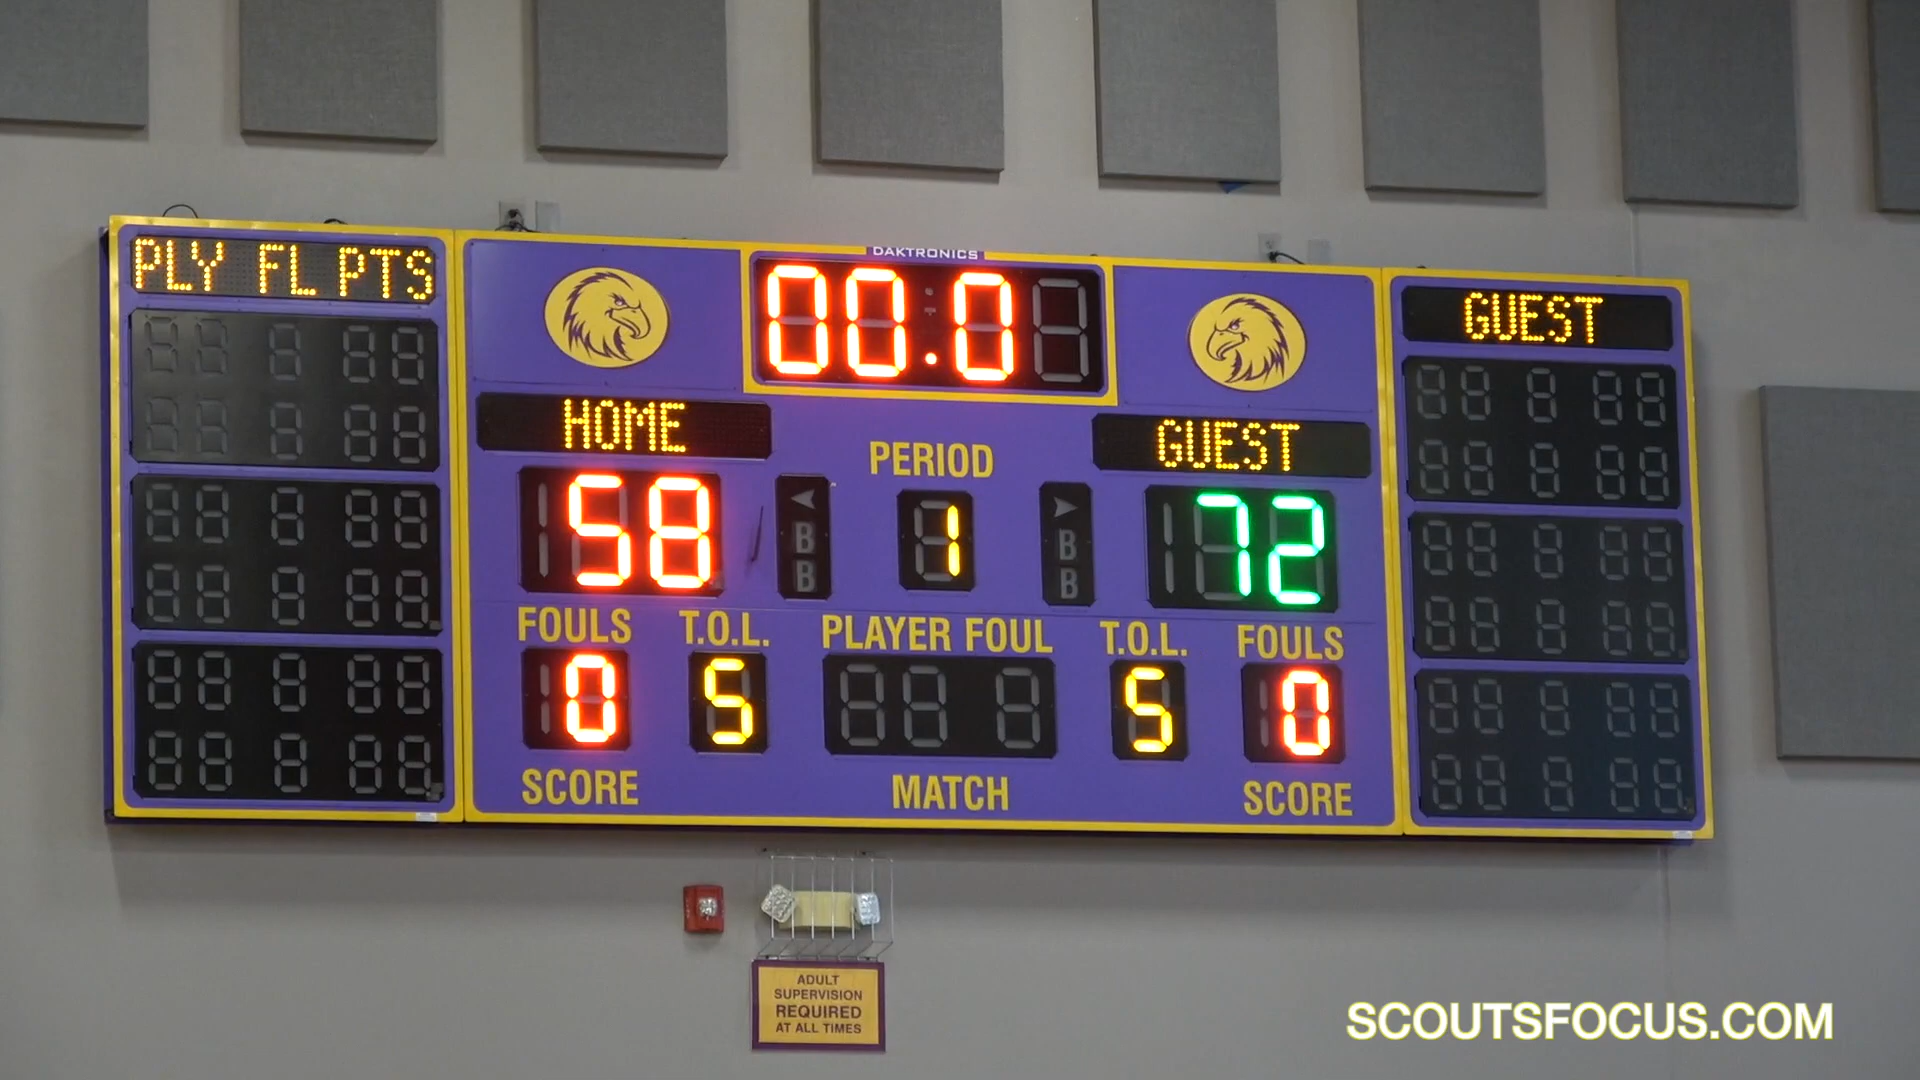 DAKTRONICS
PLY FL PTS
00.0
GUEST
HOME
PERIOD
GUEST
58
B
B
1
B
B
72
FOULS T.O.L. PLAYER FOUL T.O.L. FOULS
0 5 5 0
SCORE MATCH SCORE
ADULT
SUPERVISION
REQUIRED
AT ALL TIMES
SCOUTSFOCUS.COM